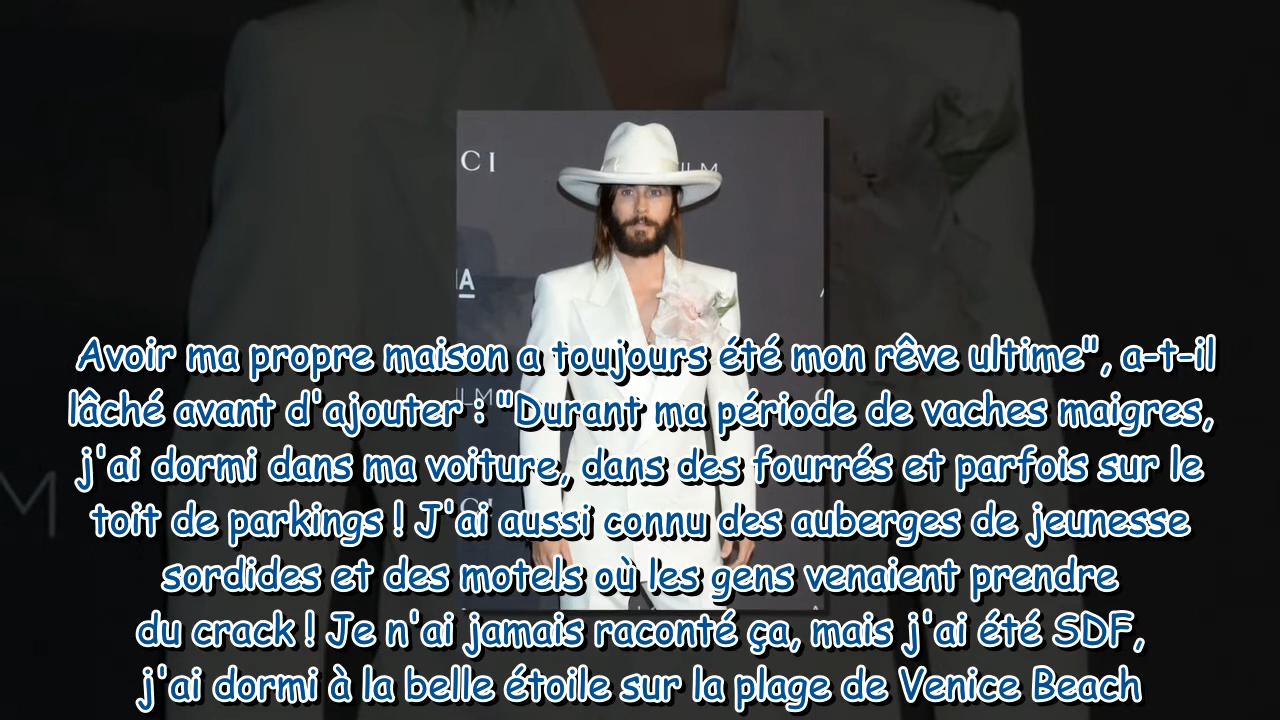 CI
ILM
A
Avoir ma propre maison a toujours été mon rêve ultime", a-t-il
lâché avant d'ajouter : "Durant ma période de vaches maigres,
j'ai dormi dans ma voiture, dans des fourrés et parfois sur le
toit de parkings ! J'ai aussi connu des auberges de jeunesse
sordides et des motels où les gens venaient prendre
du crack ! Je n'ai jamais raconté ça, mais j'ai été SDF,
j'ai dormi à la belle étoile sur la plage de Venice Beach